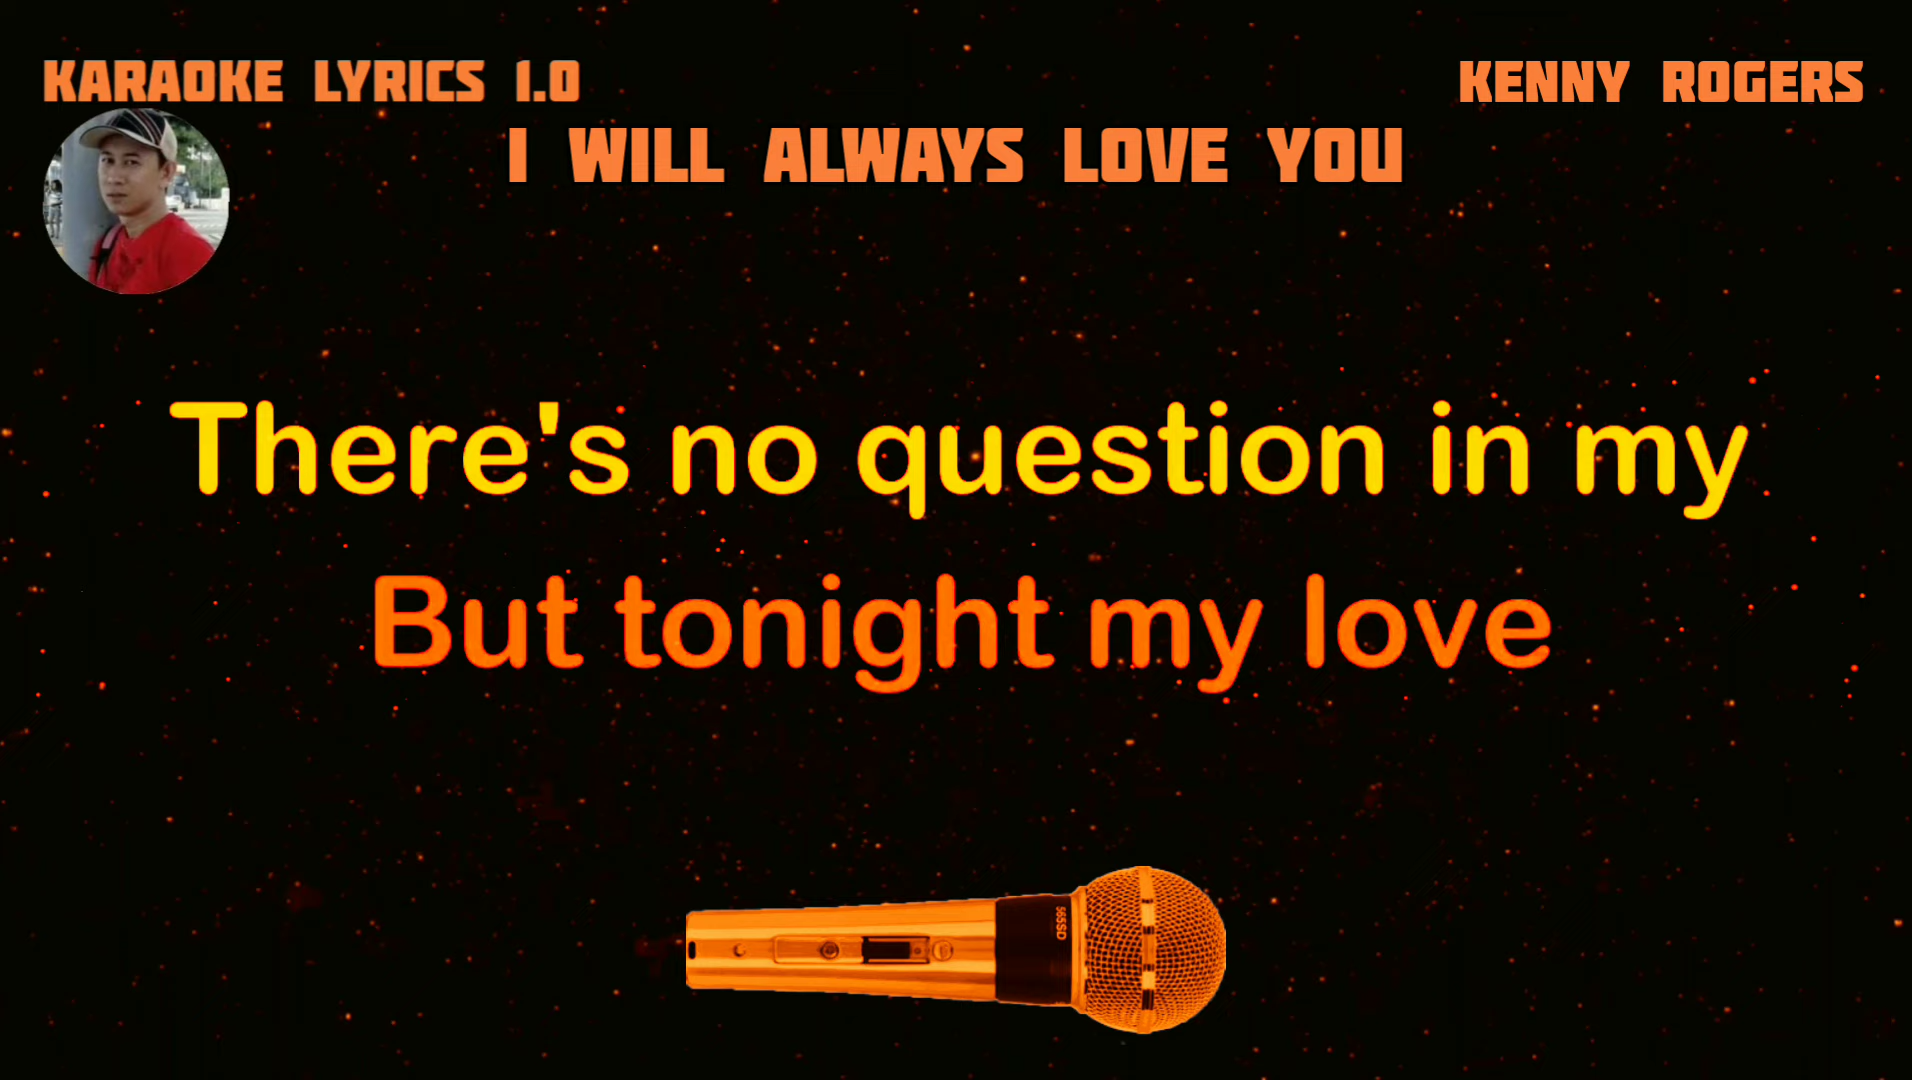 KARAOKE LYRICS 1.0
KENNY ROGERS
I WILL ALWAYS LOVE YOU
There's no question in my
But tonight my love
565SD